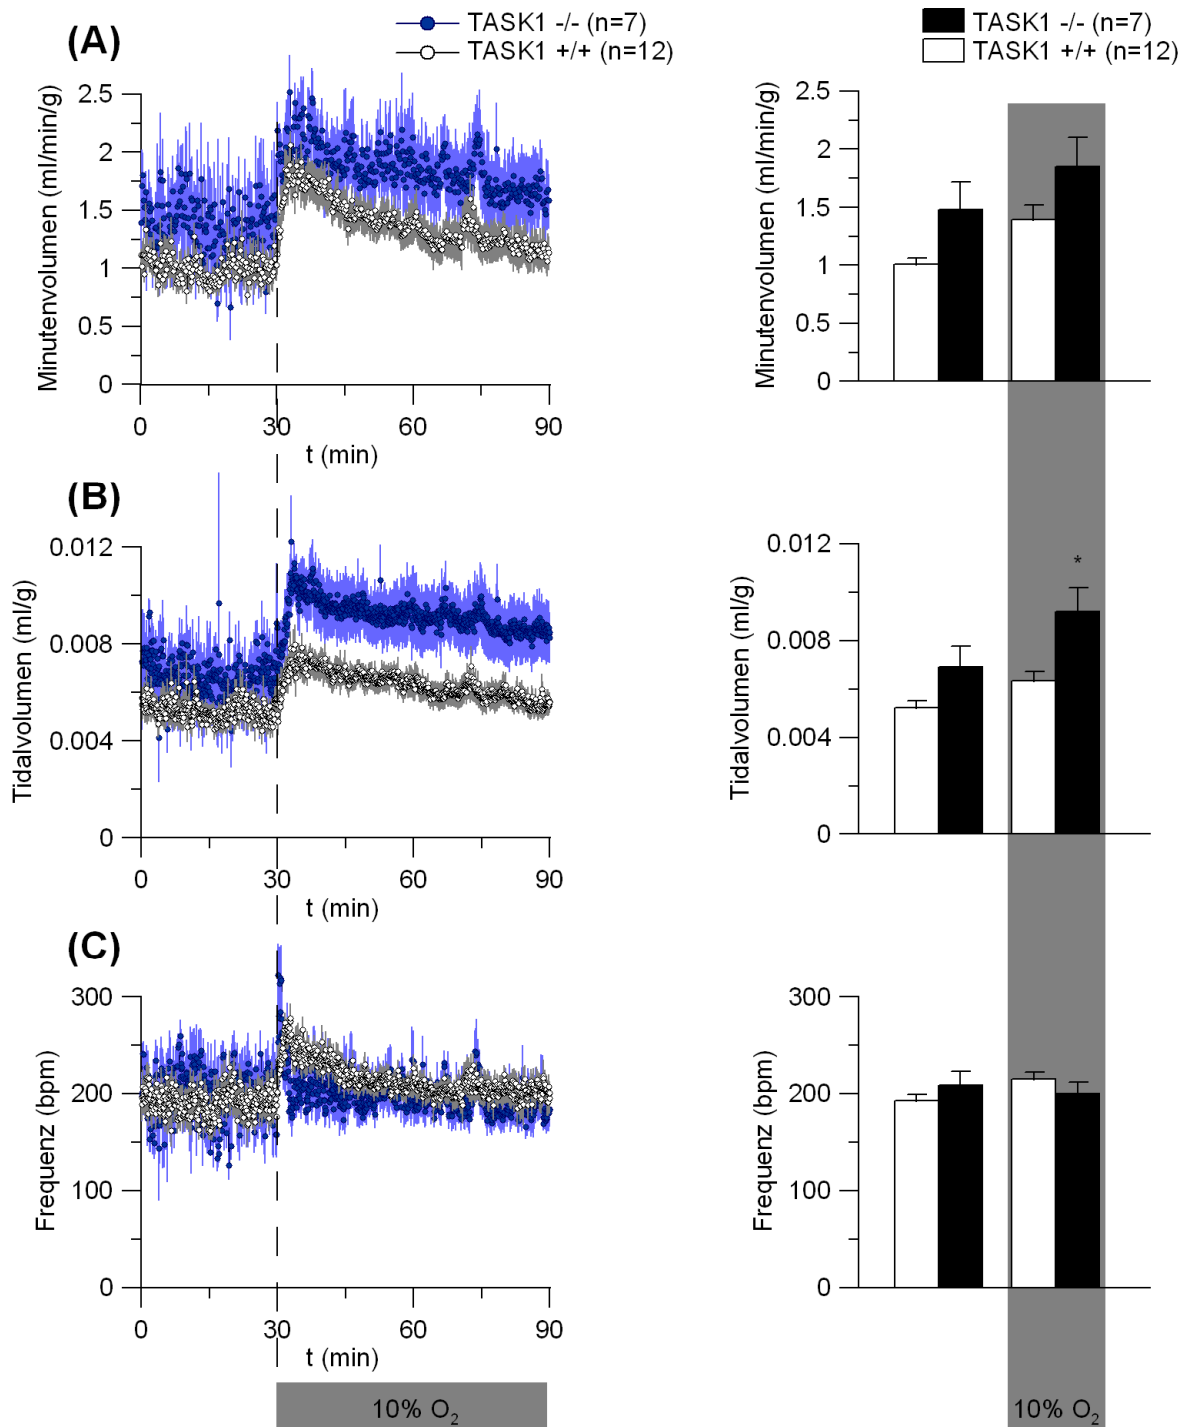 (A)
TASK1 -/- (n=7)
TASK1 +/+ (n=12)
TASK1 -/- (n=7)
TASK1 +/+ (n=12)
Minutenvolumen (ml/min/g)
2.5
2
1.5
1
0.5
0
0 30 60 90
t (min)
Minutenvolumen (ml/min/g)
2.5
2
1.5
1
0.5
0
(B)
Tidalvolumen (ml/g)
0.012
0.008
0.004
0
0 30 60 90
t (min)
Tidalvolumen (ml/g)
0.012
0.008
0.004
0
*
(C)
Frequenz (bpm)
300
200
100
0
0 30 60 90
t (min)
Frequenz (bpm)
300
200
100
0
10% O₂
10% O₂